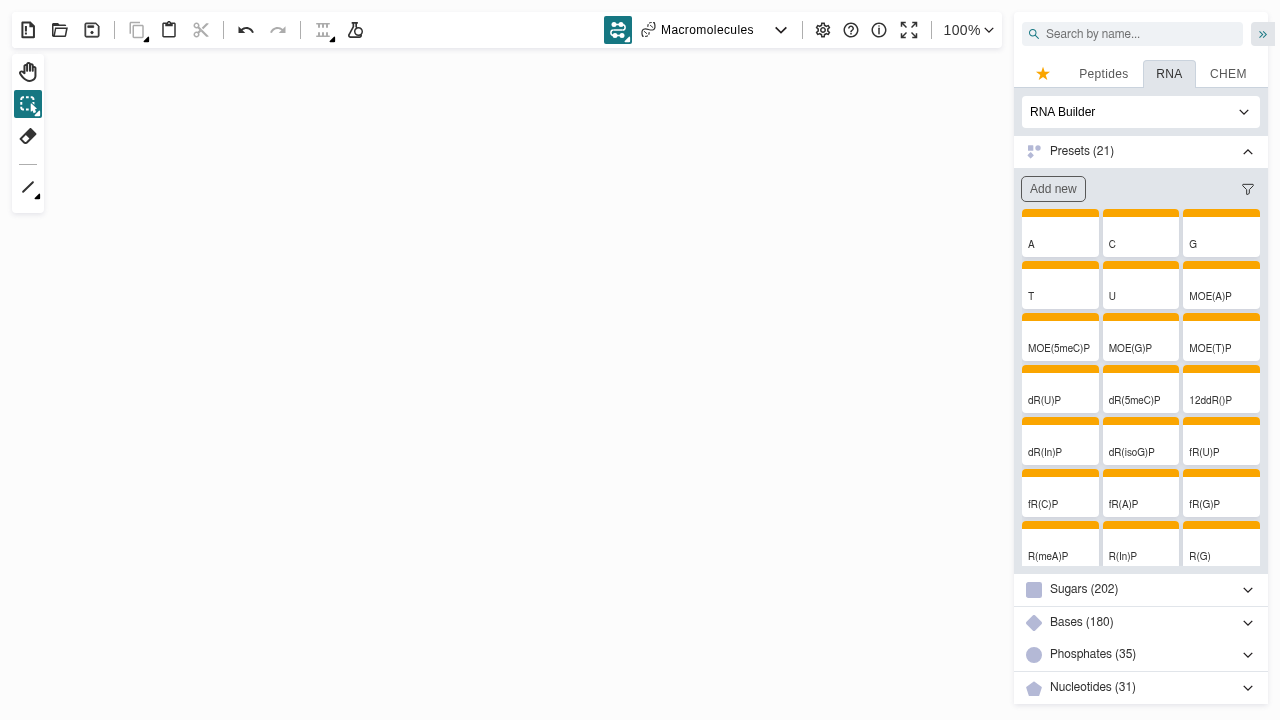 Macromolecules
100%
Search by name...
Peptides
RNA
CHEM
RNA Builder
Presets (21)
Add new
A
C
G
T
U
MOE(A)P
MOE(5meC)P
MOE(G)P
MOE(T)P
dR(U)P
dR(5meC)P
12ddR()P
dR(In)P
dR(isoG)P
fR(U)P
fR(C)P
fR(A)P
fR(G)P
R(meA)P
R(In)P
R(G)
Sugars (202)
Bases (180)
Phosphates (35)
Nucleotides (31)